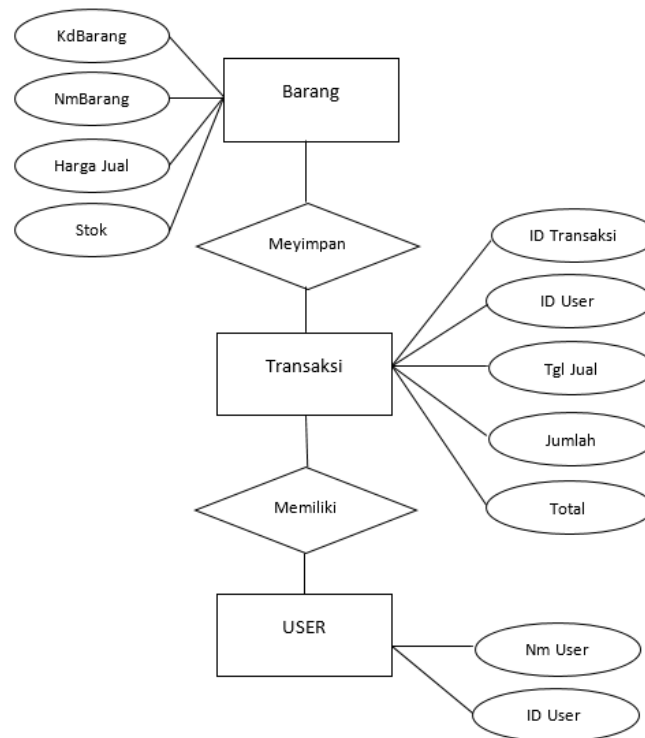 KdBarang
Barang
NmBarang
Harga Jual
Stok
Meyimpan
ID Transaksi
ID User
Transaksi
Tgl Jual
Jumlah
Memiliki
Total
USER
Nm User
ID User